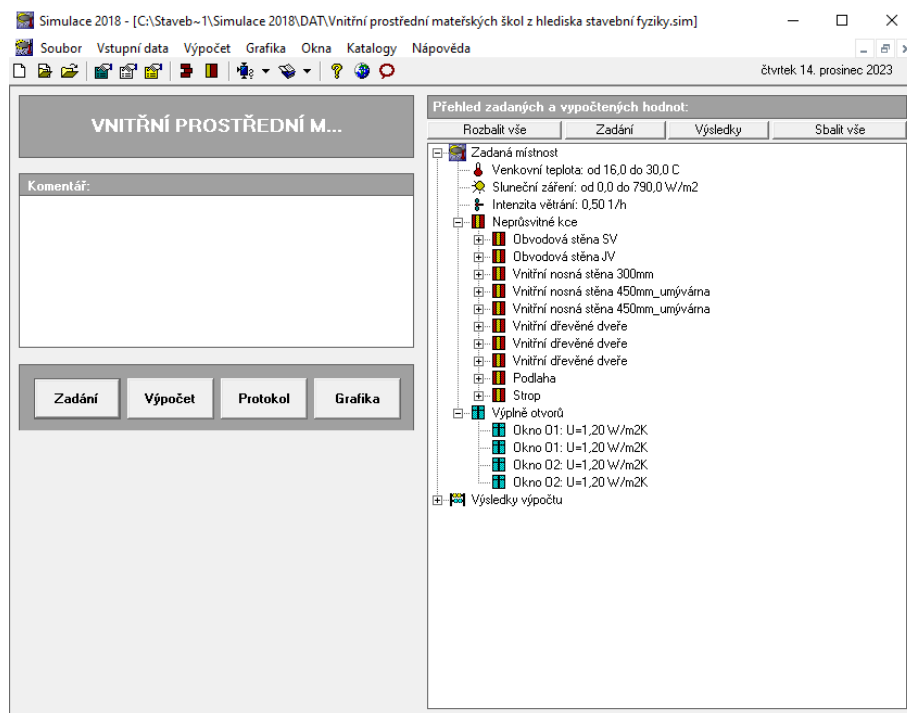 Simulace 2018 - [C:\Staveb~1\Simulace 2018\DAT\Vnitřní prostředí mateřských škol z hlediska stavební fyziky.sim]
Soubor Vstupní data Výpočet Grafika Okna Katalogy Nápověda
čtvrtek 14. prosinec 2023
VNITŘNÍ PROSTŘEDNÍ M...
Komentář:
Zadání Výpočet Protokol Grafika
Přehled zadaných a vypočtených hodnot:
Rozbalit vše Zadání Výsledky Sbalit vše
Zadaná místnost
Venkovní teplota: od 16,0 do 30,0 C
Sluneční záření: od 0,0 do 790,0 W/m2
Intenzita větrání: 0,50 1/h
Neprůsvitné kce
Obvodová stěna SV
Obvodová stěna JV
Vnitřní nosná stěna 300mm
Vnitřní nosná stěna 450mm_umývárna
Vnitřní nosná stěna 450mm_umývárna
Vnitřní dřevěné dveře
Vnitřní dřevěné dveře
Vnitřní dřevěné dveře
Podlaha
Strop
Výplně otvorů
Okno O1: U=1,20 W/m2K
Okno O1: U=1,20 W/m2K
Okno O2: U=1,20 W/m2K
Okno O2: U=1,20 W/m2K
Výsledky výpočtu